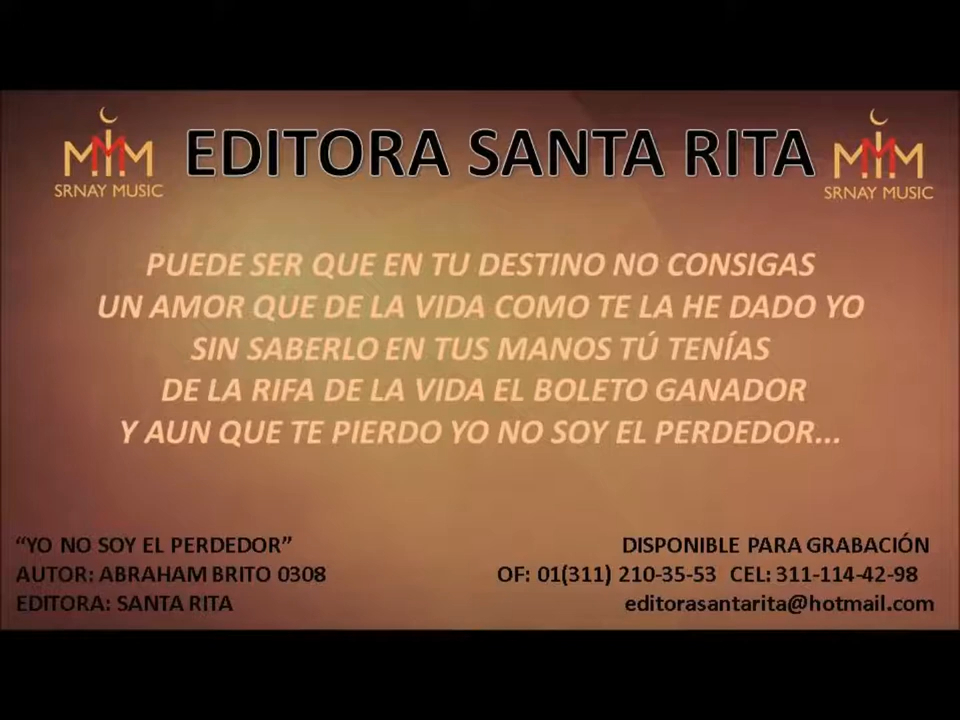 EDITORA SANTA RITA
SRNAY MUSIC
SRNAY MUSIC
PUEDE SER QUE EN TU DESTINO NO CONSIGAS
UN AMOR QUE DE LA VIDA COMO TE LA HE DADO YO
SIN SABERLO EN TUS MANOS TÚ TENÍAS
DE LA RIFA DE LA VIDA EL BOLETO GANADOR
Y AUN QUE TE PIERDO YO NO SOY EL PERDEDOR...
“YO NO SOY EL PERDEDOR”
AUTOR: ABRAHAM BRITO 0308
EDITORA: SANTA RITA
DISPONIBLE PARA GRABACIÓN
OF: 01(311) 210-35-53 CEL: 311-114-42-98
editorasantarita@hotmail.com